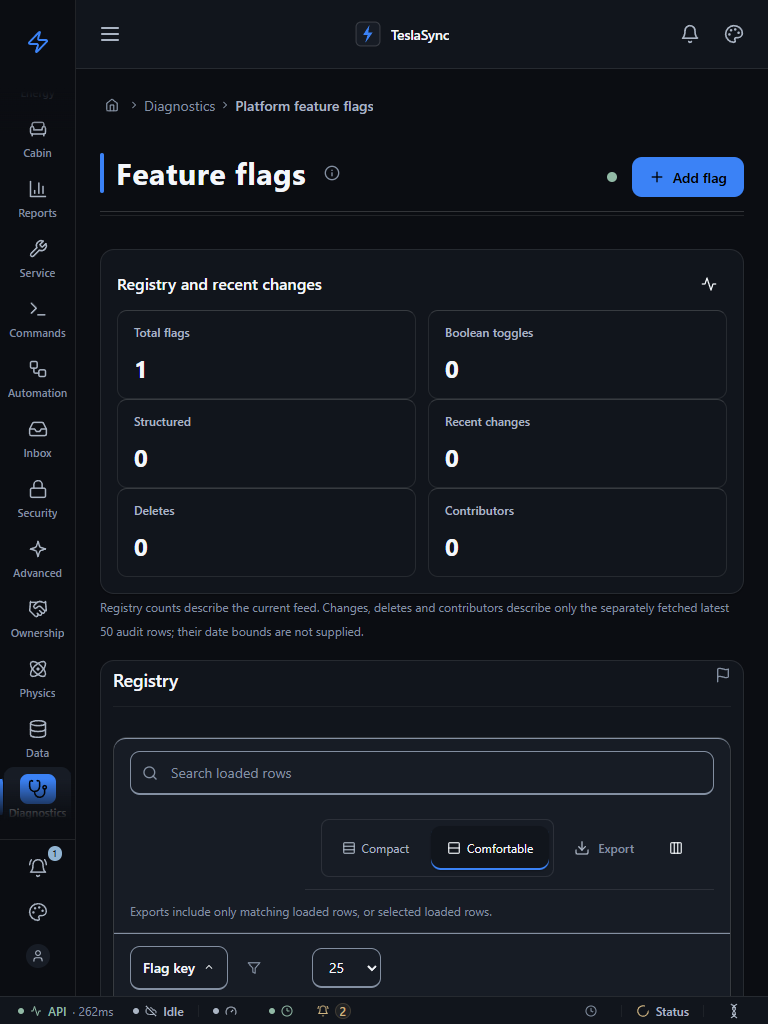 TeslaSync
Energy
Cabin
Reports
Service
Commands
Automation
Inbox
Security
Advanced
Ownership
Physics
Data
Diagnostics
1
Diagnostics > Platform feature flags
Feature flags
+ Add flag
Registry and recent changes
Total flags
1
Boolean toggles
0
Structured
0
Recent changes
0
Deletes
0
Contributors
0
Registry counts describe the current feed. Changes, deletes and contributors describe only the separately fetched latest
50 audit rows; their date bounds are not supplied.
Registry
Search loaded rows
Compact Comfortable Export
Exports include only matching loaded rows, or selected loaded rows.
Flag key 25
API · 262ms Idle 2 Status